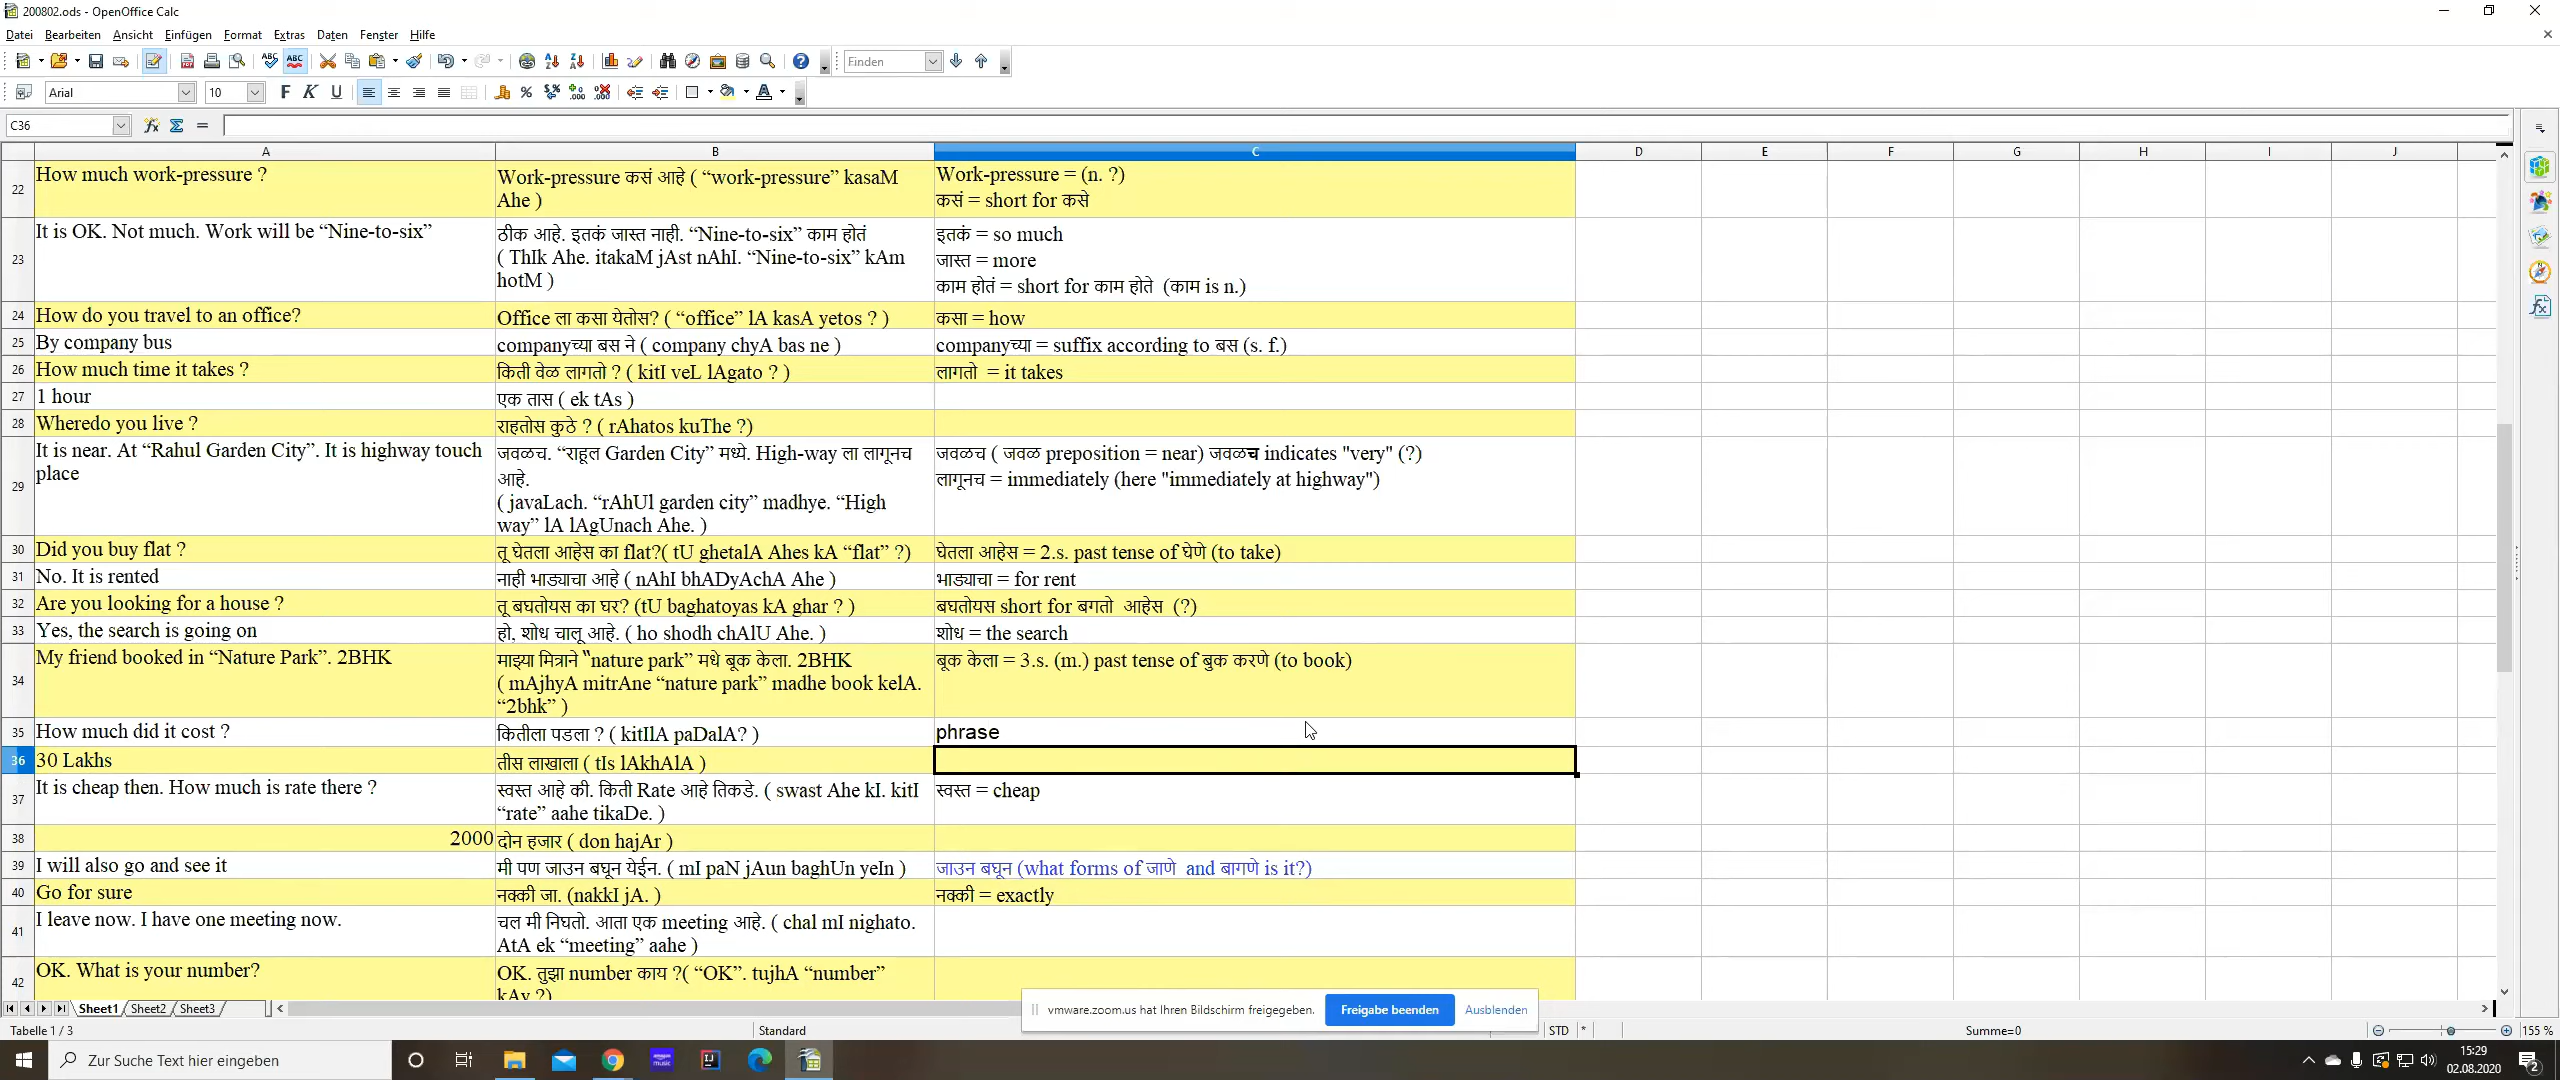 200802.ods - OpenOffice Calc
Datei Bearbeiten Ansicht Einfügen Format Extras Daten Fenster Hilfe
Finden
Arial 10
C36
A B C D E F G H I J
22 How much work-pressure ? Work-pressure कसं आहे ( “work-pressure” kasaM Work-pressure = (n. ?)
Ahe ) कसं = short for कसे
23 It is OK. Not much. Work will be “Nine-to-six” ठीक आहे. इतकं जास्त नाही. “Nine-to-six” काम होतं इतकं = so much
( ThIk Ahe. itakaM jAst nAhI. “Nine-to-six” kAm जास्त = more
hotM ) काम होतं = short for काम होते (काम is n.)
24 How do you travel to an office? Office ला कसा येतोस? ( “office” lA kasA yetos ? ) कसा = how
25 By company bus companyच्या बस ने ( company chyA bas ne ) companyच्या = suffix according to बस (s. f.)
26 How much time it takes ? किती वेळ लागतो ? ( kitI veL lAgato ? ) लागतो = it takes
27 1 hour एक तास ( ek tAs )
28 Wheredo you live ? राहतोस कुठे ? ( rAhatos kuThe ?)
29 It is near. At “Rahul Garden City”. It is highway touch जवळच. “राहूल Garden City” मध्ये. High-way ला लागूनच जवळच ( जवळ preposition = near) जवळच indicates "very" (?)
place आहे. लागूनच = immediately (here "immediately at highway")
( javaLach. “rAhUl garden city” madhye. “High
way” lA lAgUnach Ahe. )
30 Did you buy flat ? तू घेतला आहेस का flat?( tU ghetalA Ahes kA “flat” ?) घेतला आहेस = 2.s. past tense of घेणे (to take)
31 No. It is rented नाही भाड्याचा आहे ( nAhI bhADyAchA Ahe ) भाड्याचा = for rent
32 Are you looking for a house ? तू बघतोयस का घर? (tU baghatoyas kA ghar ? ) बघतोयस short for बगतो आहेस (?)
33 Yes, the search is going on हो, शोध चालू आहे. ( ho shodh chAlU Ahe. ) शोध = the search
34 My friend booked in “Nature Park”. 2BHK माझ्या मित्राने “nature park” मधे बूक केला. 2BHK बूक केला = 3.s. (m.) past tense of बुक करणे (to book)
( mAjhyA mitrAne “nature park” madhe book kelA.
“2bhk” )
35 How much did it cost ? कितीला पडला ? ( kitIlA paDalA? ) phrase
36 30 Lakhs तीस लाखाला ( tIs lAkhAlA )
37 It is cheap then. How much is rate there ? स्वस्त आहे की. किती Rate आहे तिकडे. ( swast Ahe kI. kitI स्वस्त = cheap
“rate” aahe tikaDe. )
38 2000 दोन हजार ( don hajAr )
39 I will also go and see it मी पण जाउन बघून येईन. ( mI paN jAun baghUn yeIn ) जाउन बघून (what forms of जाणे and बागणे is it?)
40 Go for sure नक्की जा. (nakkI jA. ) नक्की = exactly
41 I leave now. I have one meeting now. चल मी निघतो. आता एक meeting आहे. ( chal mI nighato.
AtA ek “meeting” aahe )
42 OK. What is your number? OK. तुझा number काय ?( “OK”. tujhA “number”
kAy ?)
Sheet1 Sheet2 Sheet3
vmware.zoom.us hat Ihren Bildschirm freigegeben. Freigabe beenden Ausblenden
Tabelle 1 / 3 Standard STD * Summe=0 155 %
Zur Suche Text hier eingeben
15:29
02.08.2020
2